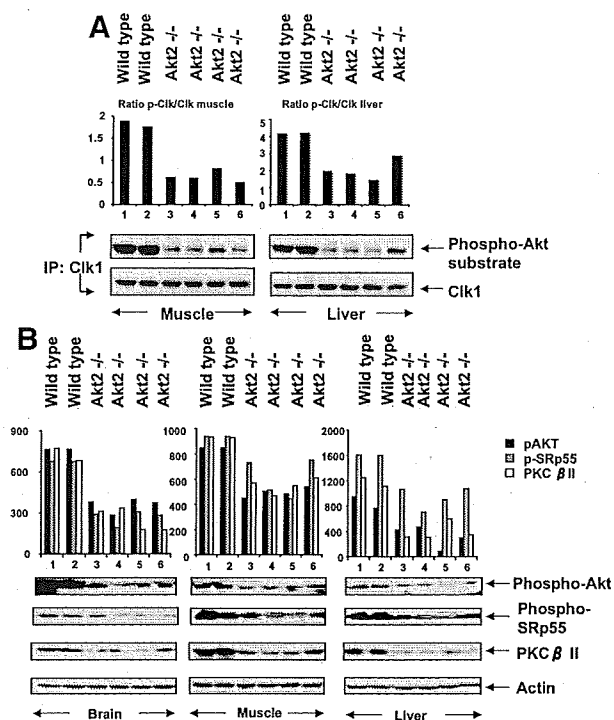 A
Wild type
Wild type
Akt2 -/-
Akt2 -/-
Akt2 -/-
Akt2 -/-
Wild type
Wild type
Akt2 -/-
Akt2 -/-
Akt2 -/-
Akt2 -/-
Ratio p-Clk/Clk muscle
Ratio p-Clk/Clk liver
2
1.5
1
0.5
0
5
4
3
2
1
0
1 2 3 4 5 6
1 2 3 4 5 6
IP: Clk1
Phospho-Akt
substrate
Clk1
Muscle
Liver
B
Wild type
Wild type
Akt2 -/-
Akt2 -/-
Akt2 -/-
Akt2 -/-
Wild type
Wild type
Akt2 -/-
Akt2 -/-
Akt2 -/-
Akt2 -/-
Wild type
Wild type
Akt2 -/-
Akt2 -/-
Akt2 -/-
Akt2 -/-
900
600
300
0
1000
800
600
400
200
0
2000
1600
1200
800
400
0
pAKT
p-SRp55
PKC β II
1 2 3 4 5 6
1 2 3 4 5 6
1 2 3 4 5 6
Phospho-Akt
Phospho-
SRp55
PKC β II
Actin
Brain
Muscle
Liver